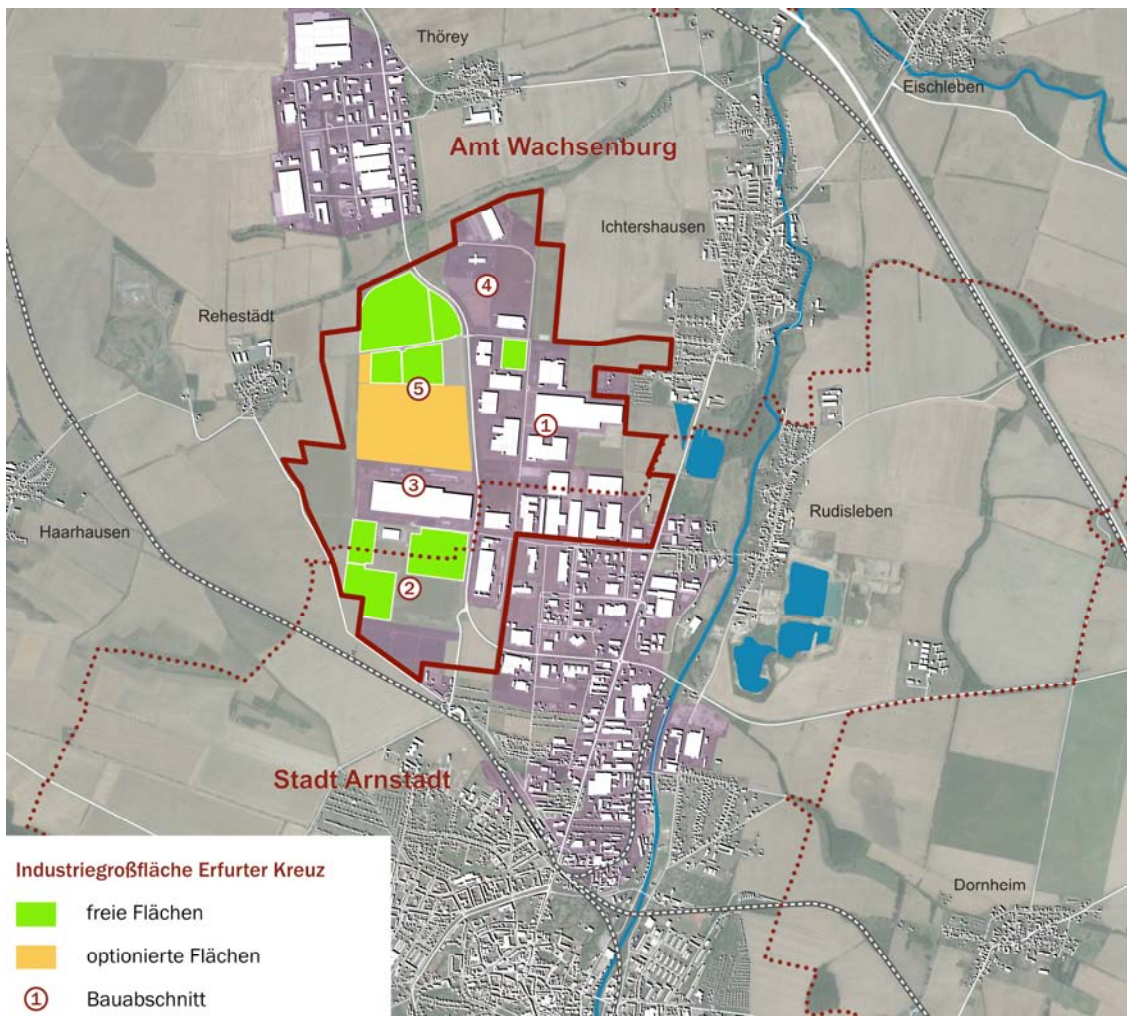 Thörey
Eischleben
Amt Wachsenburg
Ichtershausen
4
Rehestädt
5
1
3
Rudisleben
Haarhausen
2
Stadt Arnstadt
Dornheim
Industriegroßfläche Erfurter Kreuz
freie Flächen
optionierte Flächen
1 Bauabschnitt